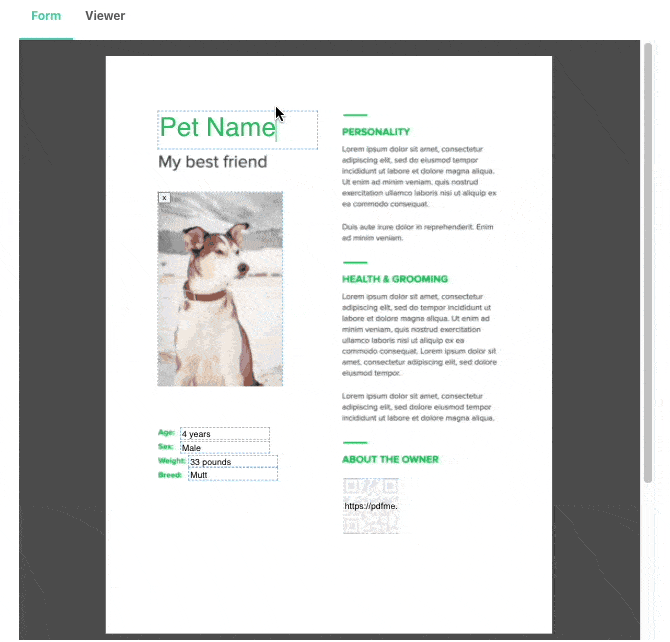 Form Viewer
Pet Name
My best friend
x
Age: 4 years
Sex: Male
Weight: 33 pounds
Breed: Mutt
PERSONALITY
Lorem ipsum dolor sit amet, consectetur
adipiscing elit, sed do eiusmod tempor
incididunt ut labore et dolore magna aliqua.
Ut enim ad minim veniam, quis nostrud
exercitation ullamco laboris nisi ut aliquip ex
ea commodo consequat.
Duis aute irure dolor in reprehenderit. Enim
ad minim veniam.
HEALTH & GROOMING
Lorem ipsum dolor sit amet, consectetur
adipiscing elit, sed do tempor incididunt ut
labore et dolore magna aliqua. Ut enim ad
minim veniam, quis nostrud exercitation
ullamco laboris nisi ut aliquip ex ea
commodo consequat. Lorem ipsum dolor sit
amet, consectetur adipiscing elit, sed dolore
eiusmod tempor.
Lorem ipsum dolor sit amet, consectetur
adipiscing elit, sed do eiusmod tempor
incididunt ut labore et dolore magna aliqua.
ABOUT THE OWNER
https://pdfme.